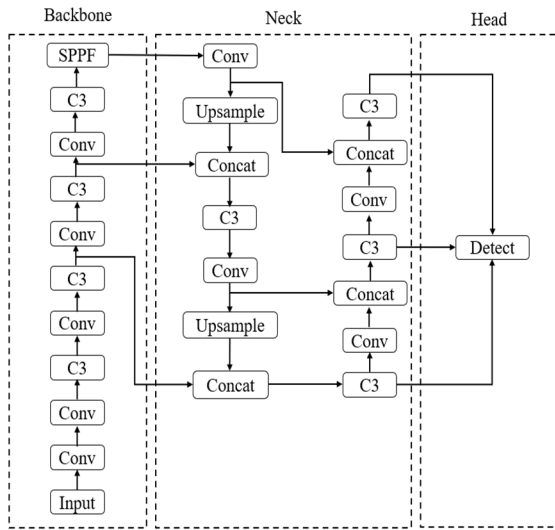 Backbone
Neck
Head
SPPF
C3
Conv
C3
Conv
C3
Conv
C3
Conv
Conv
Input
Conv
Upsample
Concat
C3
Conv
Upsample
Concat
C3
Concat
Conv
C3
Concat
Conv
C3
Detect